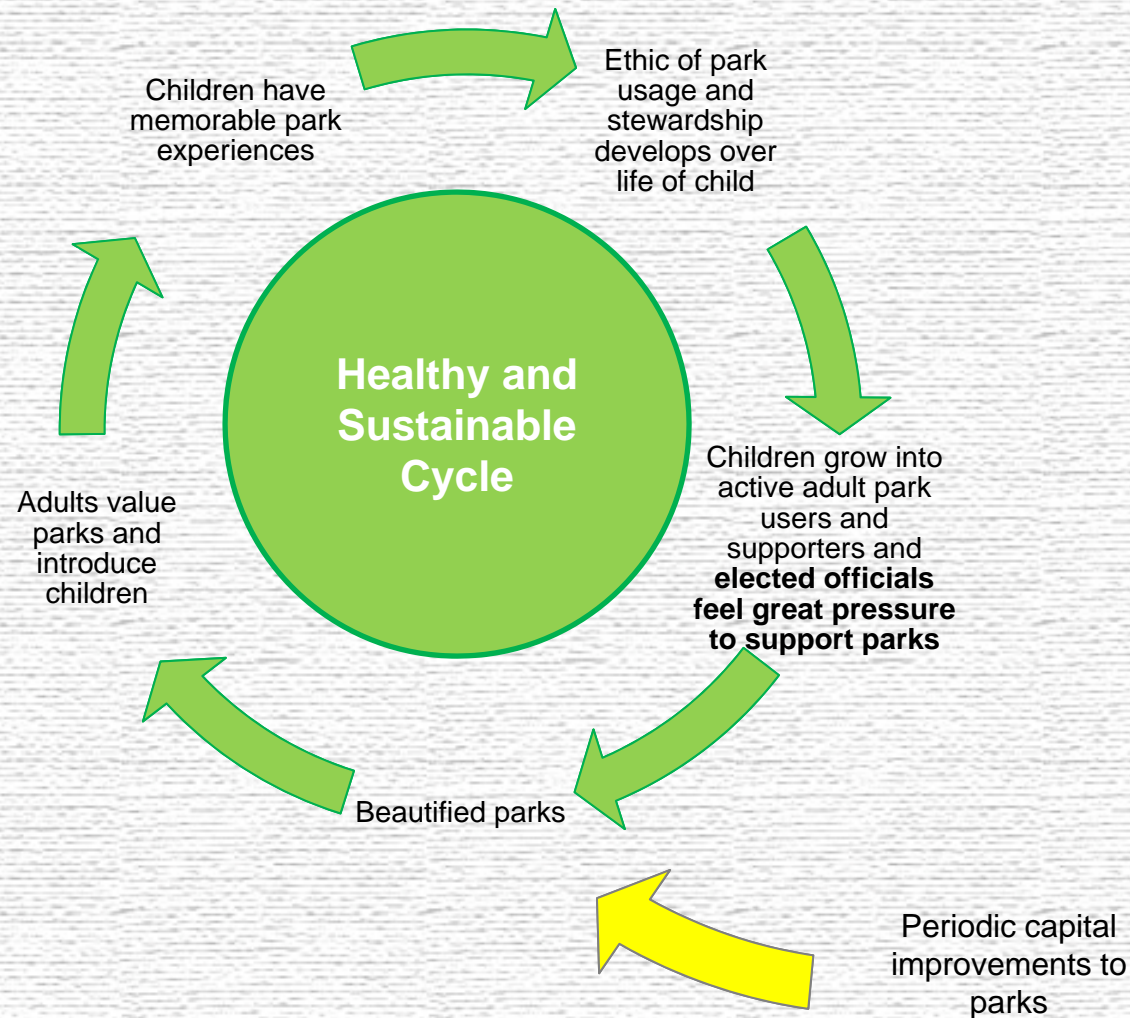 Children have
memorable park
experiences
Ethic of park
usage and
stewardship
develops over
life of child
Healthy and
Sustainable
Cycle
Children grow into
active adult park
users and
supporters and
elected officials
feel great pressure
to support parks
Adults value
parks and
introduce
children
Beautified parks
Periodic capital
improvements to
parks